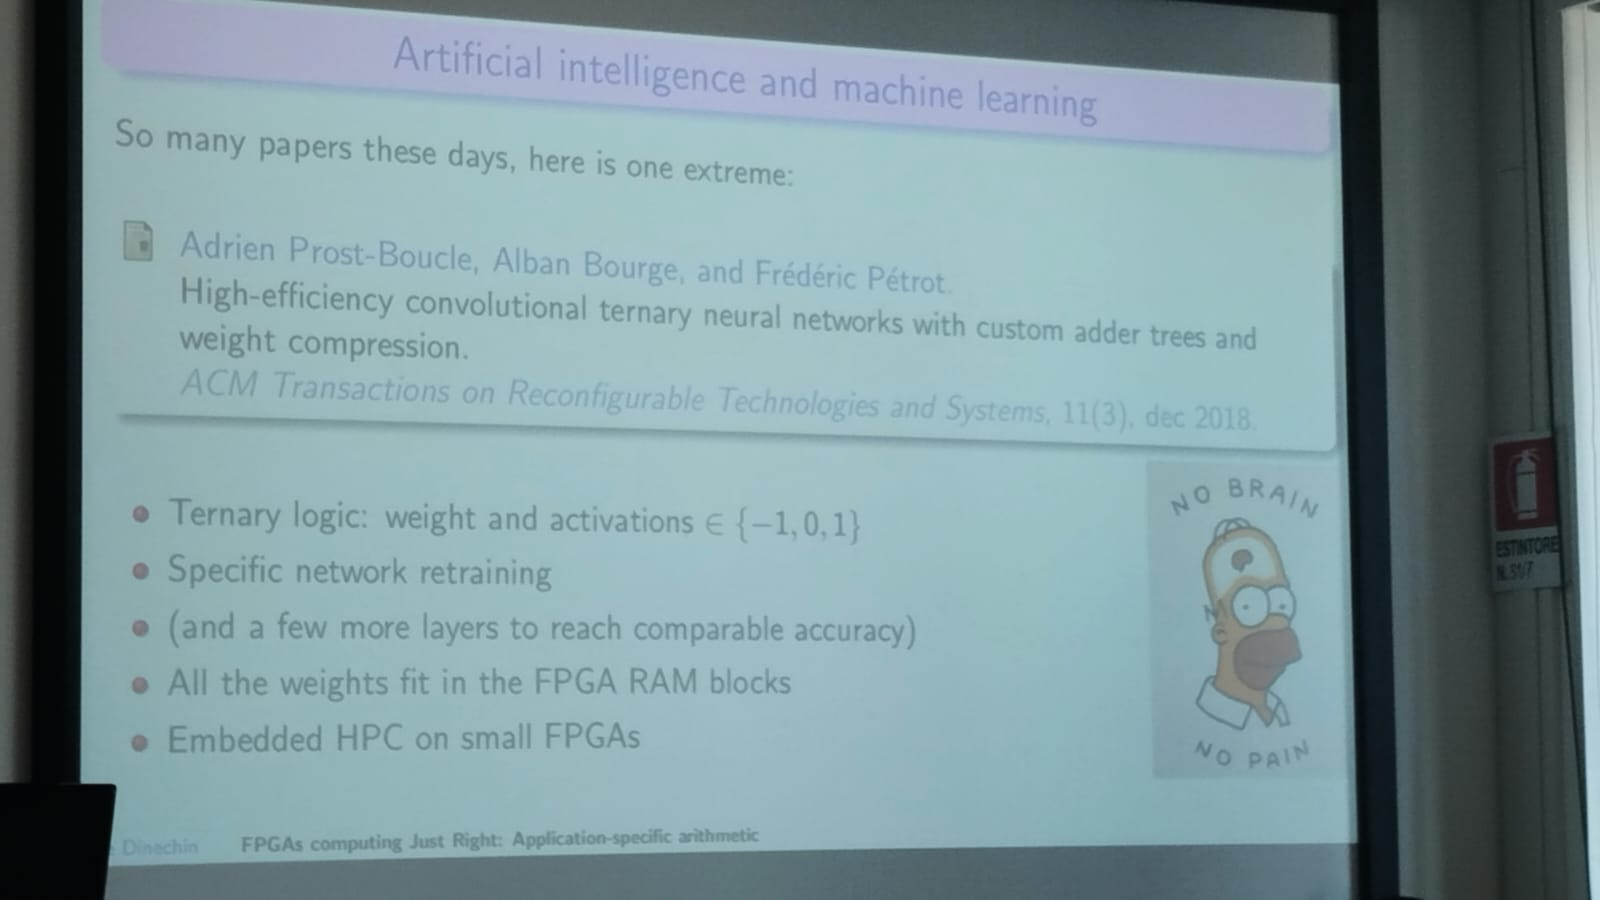 Artificial intelligence and machine learning
So many papers these days, here is one extreme:
Adrien Prost-Boucle, Alban Bourge, and Frédéric Pétrot.
High-efficiency convolutional ternary neural networks with custom adder trees and
weight compression.
ACM Transactions on Reconfigurable Technologies and Systems, 11(3), dec 2018.
• Ternary logic: weight and activations ∈ {−1, 0, 1}
• Specific network retraining
• (and a few more layers to reach comparable accuracy)
• All the weights fit in the FPGA RAM blocks
• Embedded HPC on small FPGAs
NO BRAIN
NO PAIN
Dinechin FPGAs computing Just Right: Application-specific arithmetic
ESTINTORE